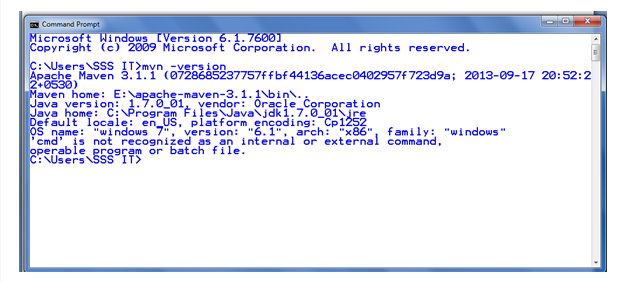 Command Prompt
Microsoft Windows [Version 6.1.7600]
Copyright (c) 2009 Microsoft Corporation.  All rights reserved.
C:\Users\SSS IT>mvn -version
Apache Maven 3.1.1 (0728685237757ffbf44136acec0402957f723d9a; 2013-09-17 20:52:2
2+0530)
Maven home: E:\apache-maven-3.1.1\bin\..
Java version: 1.7.0_01, vendor: Oracle Corporation
Java home: C:\Program Files\Java\jdk1.7.0_01\jre
Default locale: en_US, platform encoding: Cp1252
OS name: "windows 7", version: "6.1", arch: "x86", family: "windows"
'cmd' is not recognized as an internal or external command,
operable program or batch file.
C:\Users\SSS IT>